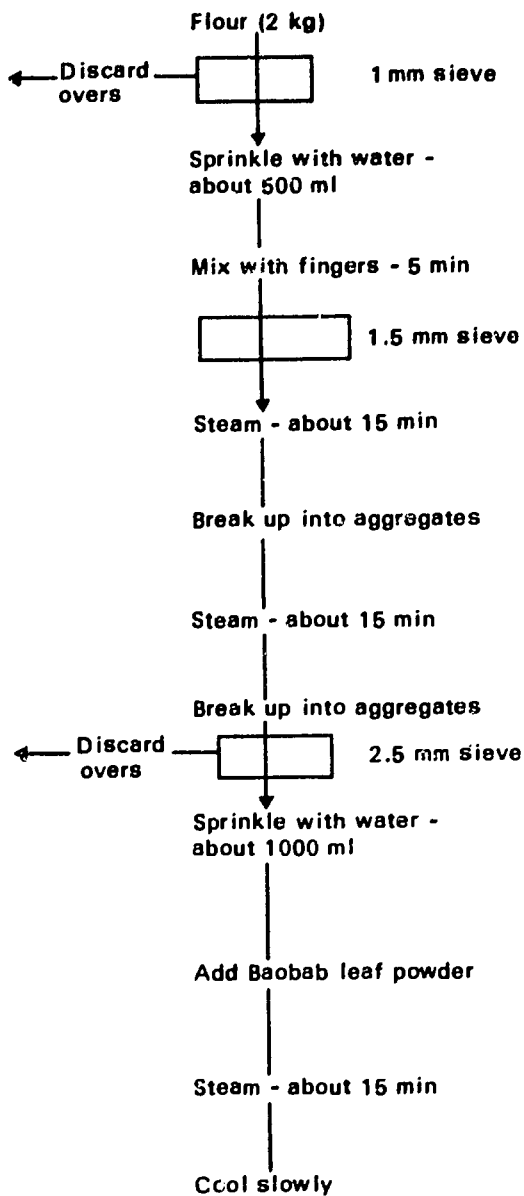 Flour (2 kg)
Discard
overs
1 mm sieve
Sprinkle with water -
about 500 ml
Mix with fingers - 5 min
1.5 mm sieve
Steam - about 15 min
Break up into aggregates
Steam - about 15 min
Break up into aggregates
Discard
overs
2.5 mm sieve
Sprinkle with water -
about 1000 ml
Add Baobab leaf powder
Steam - about 15 min
Cool slowly